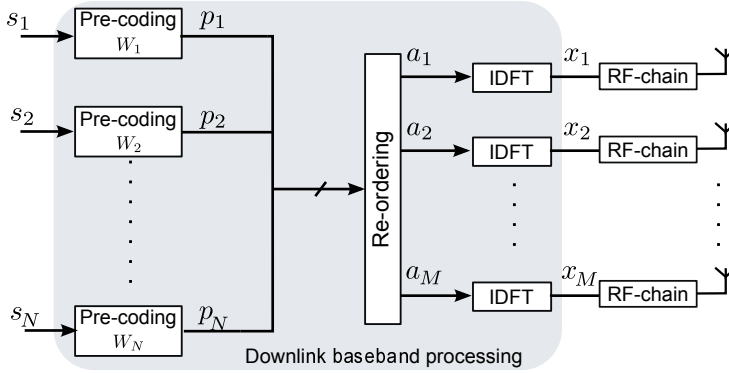 s1 Pre-coding W1 p1
s2 Pre-coding W2 p2
sN Pre-coding WN pN
Re-ordering
a1 IDFT x1 RF-chain
a2 IDFT x2 RF-chain
aM IDFT xM RF-chain
Downlink baseband processing